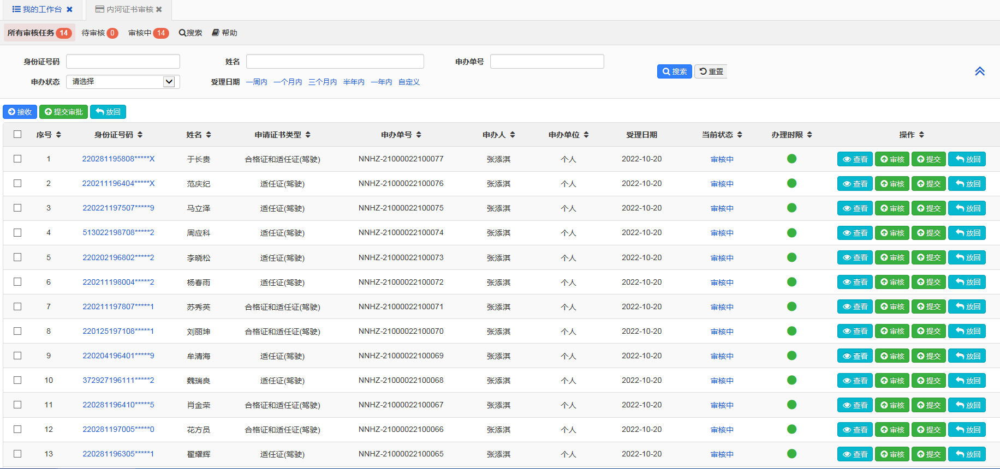 我的工作台 内河证书审核
所有审核任务 14 待审核 0 审核中 14 搜索 帮助
身份证号码 姓名 申办单号
搜索 重置
申办状态 请选择 受理日期 一周内 一个月内 三个月内 半年内 一年内 自定义
接收 提交审批 放回
序号 身份证号码 姓名 申请证书类型 申办单号 申办人 申办单位 受理日期 当前状态 办理时限 操作
1 220281195808*****X 于长贵 合格证和适任证(驾驶) NNHZ-21000022100077 张添淇 个人 2022-10-20 审核中 查看 审核 提交 放回
2 220211196404*****X 范庆纪 适任证(驾驶) NNHZ-21000022100076 张添淇 个人 2022-10-20 审核中 查看 审核 提交 放回
3 220221197507*****9 马立泽 适任证(驾驶) NNHZ-21000022100075 张添淇 个人 2022-10-20 审核中 查看 审核 提交 放回
4 513022198708*****2 周应科 适任证(驾驶) NNHZ-21000022100074 张添淇 个人 2022-10-20 审核中 查看 审核 提交 放回
5 220202196802*****2 李晓松 适任证(驾驶) NNHZ-21000022100073 张添淇 个人 2022-10-20 审核中 查看 审核 提交 放回
6 220211198004*****2 杨春雨 适任证(驾驶) NNHZ-21000022100072 张添淇 个人 2022-10-20 审核中 查看 审核 提交 放回
7 220211197807*****1 苏秀英 合格证和适任证(驾驶) NNHZ-21000022100071 张添淇 个人 2022-10-20 审核中 查看 审核 提交 放回
8 220125197108*****1 刘丽坤 合格证和适任证(驾驶) NNHZ-21000022100070 张添淇 个人 2022-10-20 审核中 查看 审核 提交 放回
9 220204196401*****9 牟清海 适任证(驾驶) NNHZ-21000022100069 张添淇 个人 2022-10-20 审核中 查看 审核 提交 放回
10 372927196111*****2 魏瑞良 适任证(驾驶) NNHZ-21000022100068 张添淇 个人 2022-10-20 审核中 查看 审核 提交 放回
11 220281196410*****5 肖金荣 合格证和适任证(驾驶) NNHZ-21000022100067 张添淇 个人 2022-10-20 审核中 查看 审核 提交 放回
12 220281197005*****0 花方员 合格证和适任证(驾驶) NNHZ-21000022100066 张添淇 个人 2022-10-20 审核中 查看 审核 提交 放回
13 220281196305*****1 翟耀辉 适任证(驾驶) NNHZ-21000022100065 张添淇 个人 2022-10-20 审核中 查看 审核 提交 放回